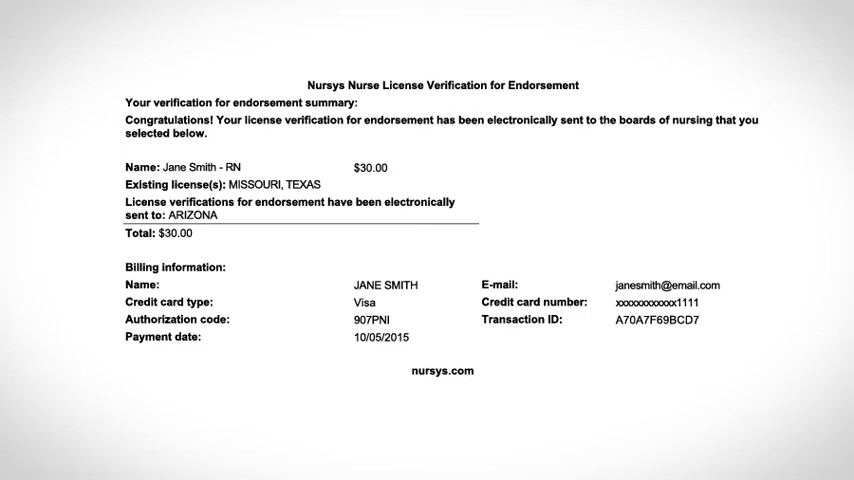 Nursys Nurse License Verification for Endorsement
Your verification for endorsement summary:
Congratulations! Your license verification for endorsement has been electronically sent to the boards of nursing that you
selected below.
Name: Jane Smith - RN $30.00
Existing license(s): MISSOURI, TEXAS
License verifications for endorsement have been electronically
sent to: ARIZONA
Total: $30.00
Billing information:
Name: JANE SMITH E-mail: janesmith@email.com
Credit card type: Visa Credit card number: xxxxxxxxxxxx1111
Authorization code: 907PNI Transaction ID: A70A7F69BCD7
Payment date: 10/05/2015
nursys.com